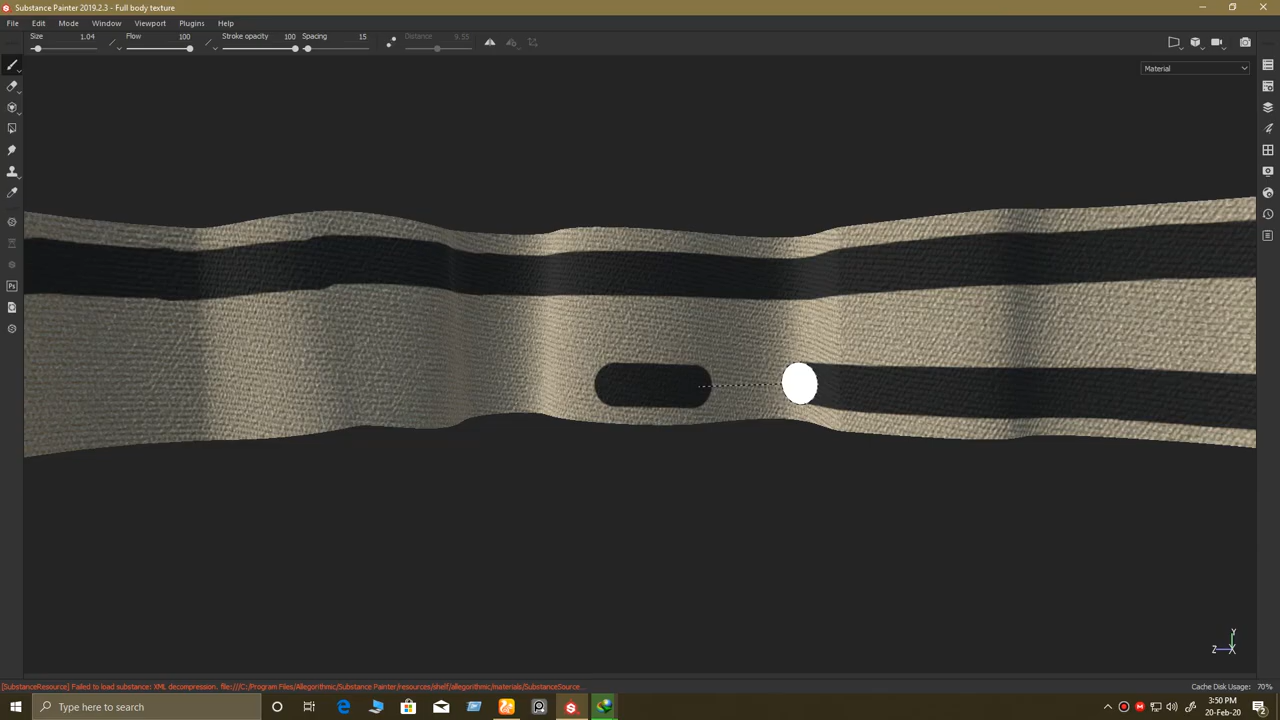 Substance Painter 2019.2.3 - Full body texture
File Edit Mode Window Viewport Plugins Help
Size 1.04 Flow 100 Stroke opacity 100 Spacing 15 Distance 9.55
Material
Y
Z X
[SubstanceResource] Failed to load substance: XML decompression. file:///C:/Program Files/Allegorithmic/Substance Painter/resources/shelf/allegorithmic/materials/SubstanceSource...
Cache Disk Usage: 70%
Type here to search
3:50 PM
20-Feb-20
2